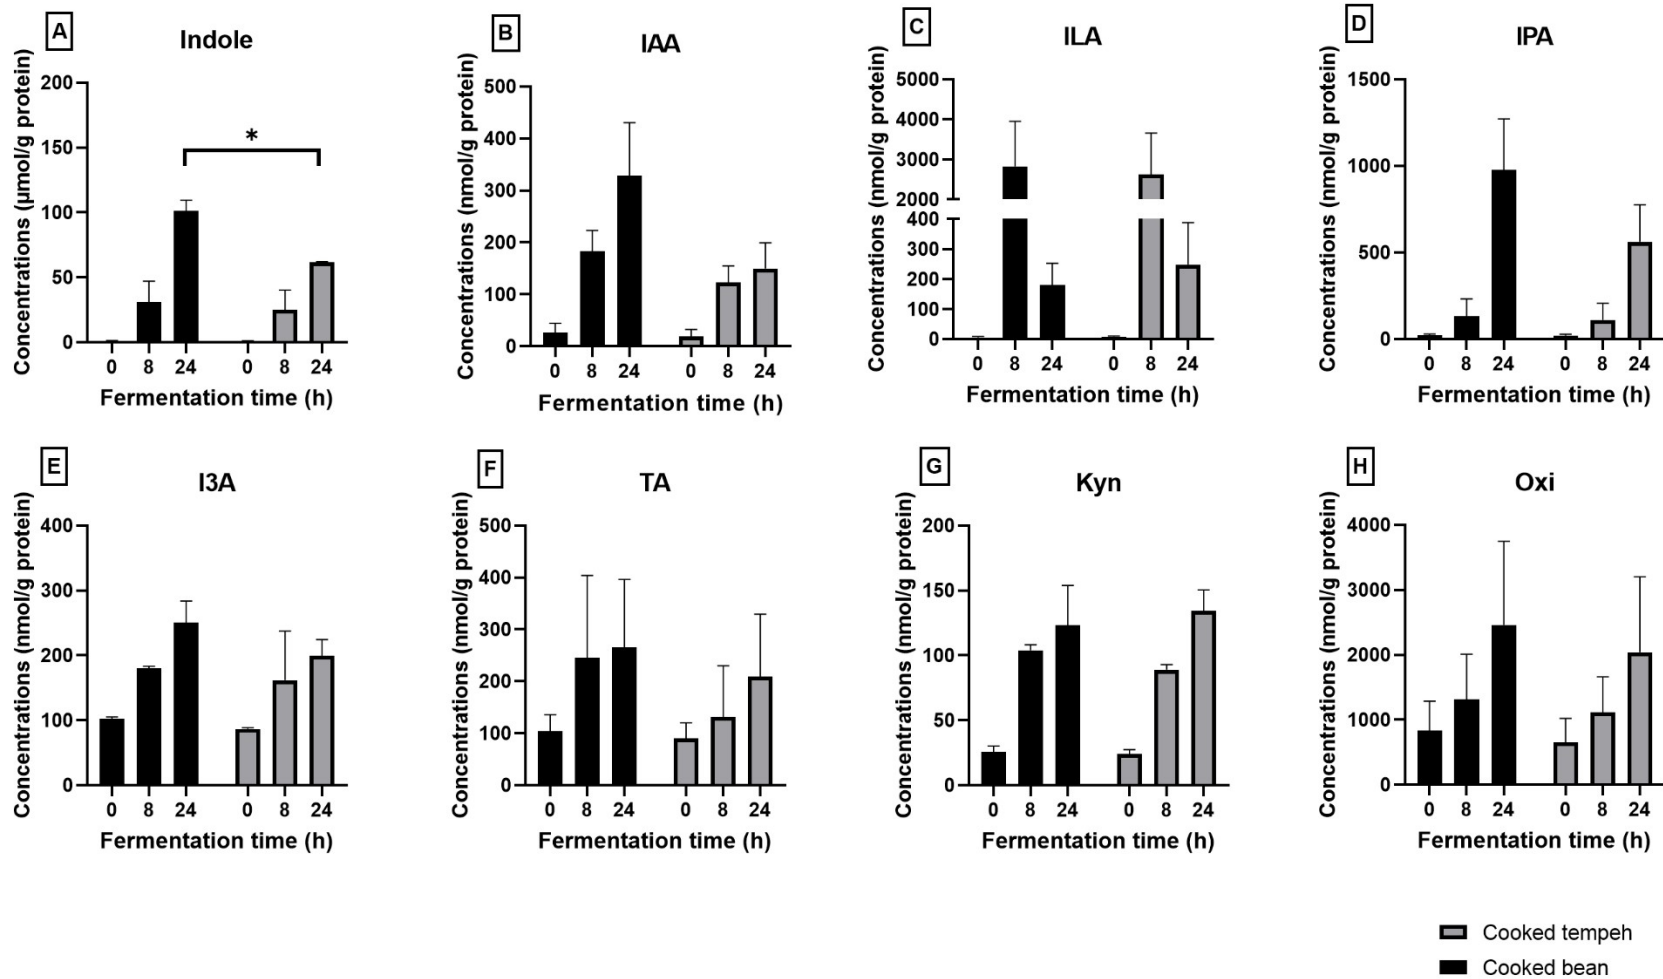 A
Indole
Concentrations (µmol/g protein)
200
150
100
50
0
*
0 8 24 0 8 24
Fermentation time (h)
B
IAA
Concentrations (nmol/g protein)
500
400
300
200
100
0
0 8 24 0 8 24
Fermentation time (h)
C
ILA
Concentrations (nmol/g protein)
5000
4000
3000
2000
400
300
200
100
0
0 8 24 0 8 24
Fermentation time (h)
D
IPA
Concentrations (nmol/g protein)
1500
1000
500
0
0 8 24 0 8 24
Fermentation time (h)
E
I3A
Concentrations (nmol/g protein)
400
300
200
100
0
0 8 24 0 8 24
Fermentation time (h)
F
TA
Concentrations (nmol/g protein)
500
400
300
200
100
0
0 8 24 0 8 24
Fermentation time (h)
G
Kyn
Concentrations (nmol/g protein)
200
150
100
50
0
0 8 24 0 8 24
Fermentation time (h)
H
Oxi
Concentrations (nmol/g protein)
4000
3000
2000
1000
0
0 8 24 0 8 24
Fermentation time (h)
Cooked tempeh
Cooked bean